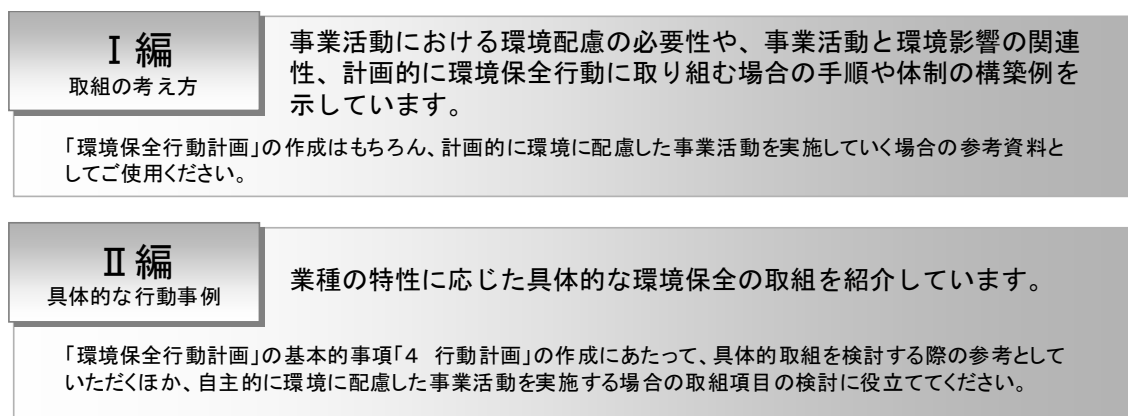 Ⅰ編
取組の考え方
事業活動における環境配慮の必要性や、事業活動と環境影響の関連
性、計画的に環境保全行動に取り組む場合の手順や体制の構築例を
示しています。
「環境保全行動計画」の作成はもちろん、計画的に環境に配慮した事業活動を実施していく場合の参考資料と
してご使用ください。
Ⅱ編
具体的な行動事例
業種の特性に応じた具体的な環境保全の取組を紹介しています。
「環境保全行動計画」の基本的事項「4　行動計画」の作成にあたって、具体的取組を検討する際の参考として
いただくほか、自主的に環境に配慮した事業活動を実施する場合の取組項目の検討に役立ててください。